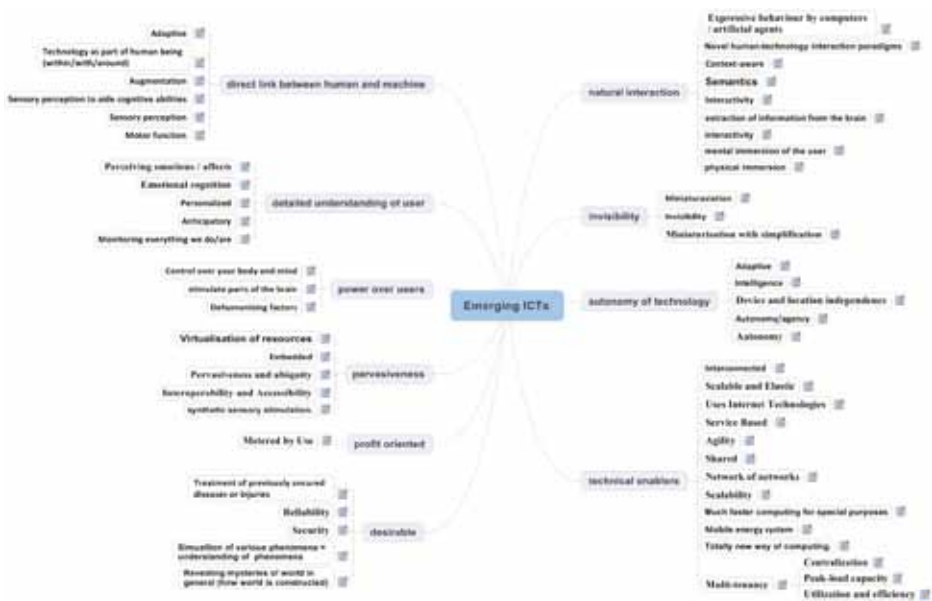 Emerging ICTs
direct link between human and machine
Adaptive
Technology as part of human being
(within/with/around)
Augmentation
Sensory perception to aide cognitive abilities
Sensory perception
Motor function
detailed understanding of user
Perceiving emotions / affects
Emotional cognition
Personalized
Anticipatory
Monitoring everything we do/are
power over users
Control over your body and mind
stimulate parts of the brain
Dehumanizing factors
pervasiveness
Virtualisation of resources
Embedded
Pervasiveness and ubiquity
Interoperability and Accessibility
synthetic sensory stimulation
profit oriented
Metered by Use
desirable
Treatment of previously uncured
diseases or injuries
Reliability
Security
Simulation of various phenomena =
understanding of phenomena
Revealing mysteries of world in
general (how world is constructed)
natural interaction
Expressive behaviour by computers
/ artificial agents
Novel human-technology interaction paradigms
Context-aware
Semantics
Interactivity
extraction of information from the brain
interactivity
mental immersion of the user
physical immersion
invisibility
Miniaturization
Invisibility
Miniaturisation with simplification
autonomy of technology
Adaptive
Intelligence
Device and location independence
Autonomy/agency
Autonomy
technical enablers
Interconnected
Scalable and Elastic
Uses Internet Technologies
Service Based
Agility
Shared
Network of networks
Scalability
Much faster computing for special purposes
Mobile energy system
Totally new way of computing
Multi-tenancy
Centralization
Peak-load capacity
Utilization and efficiency